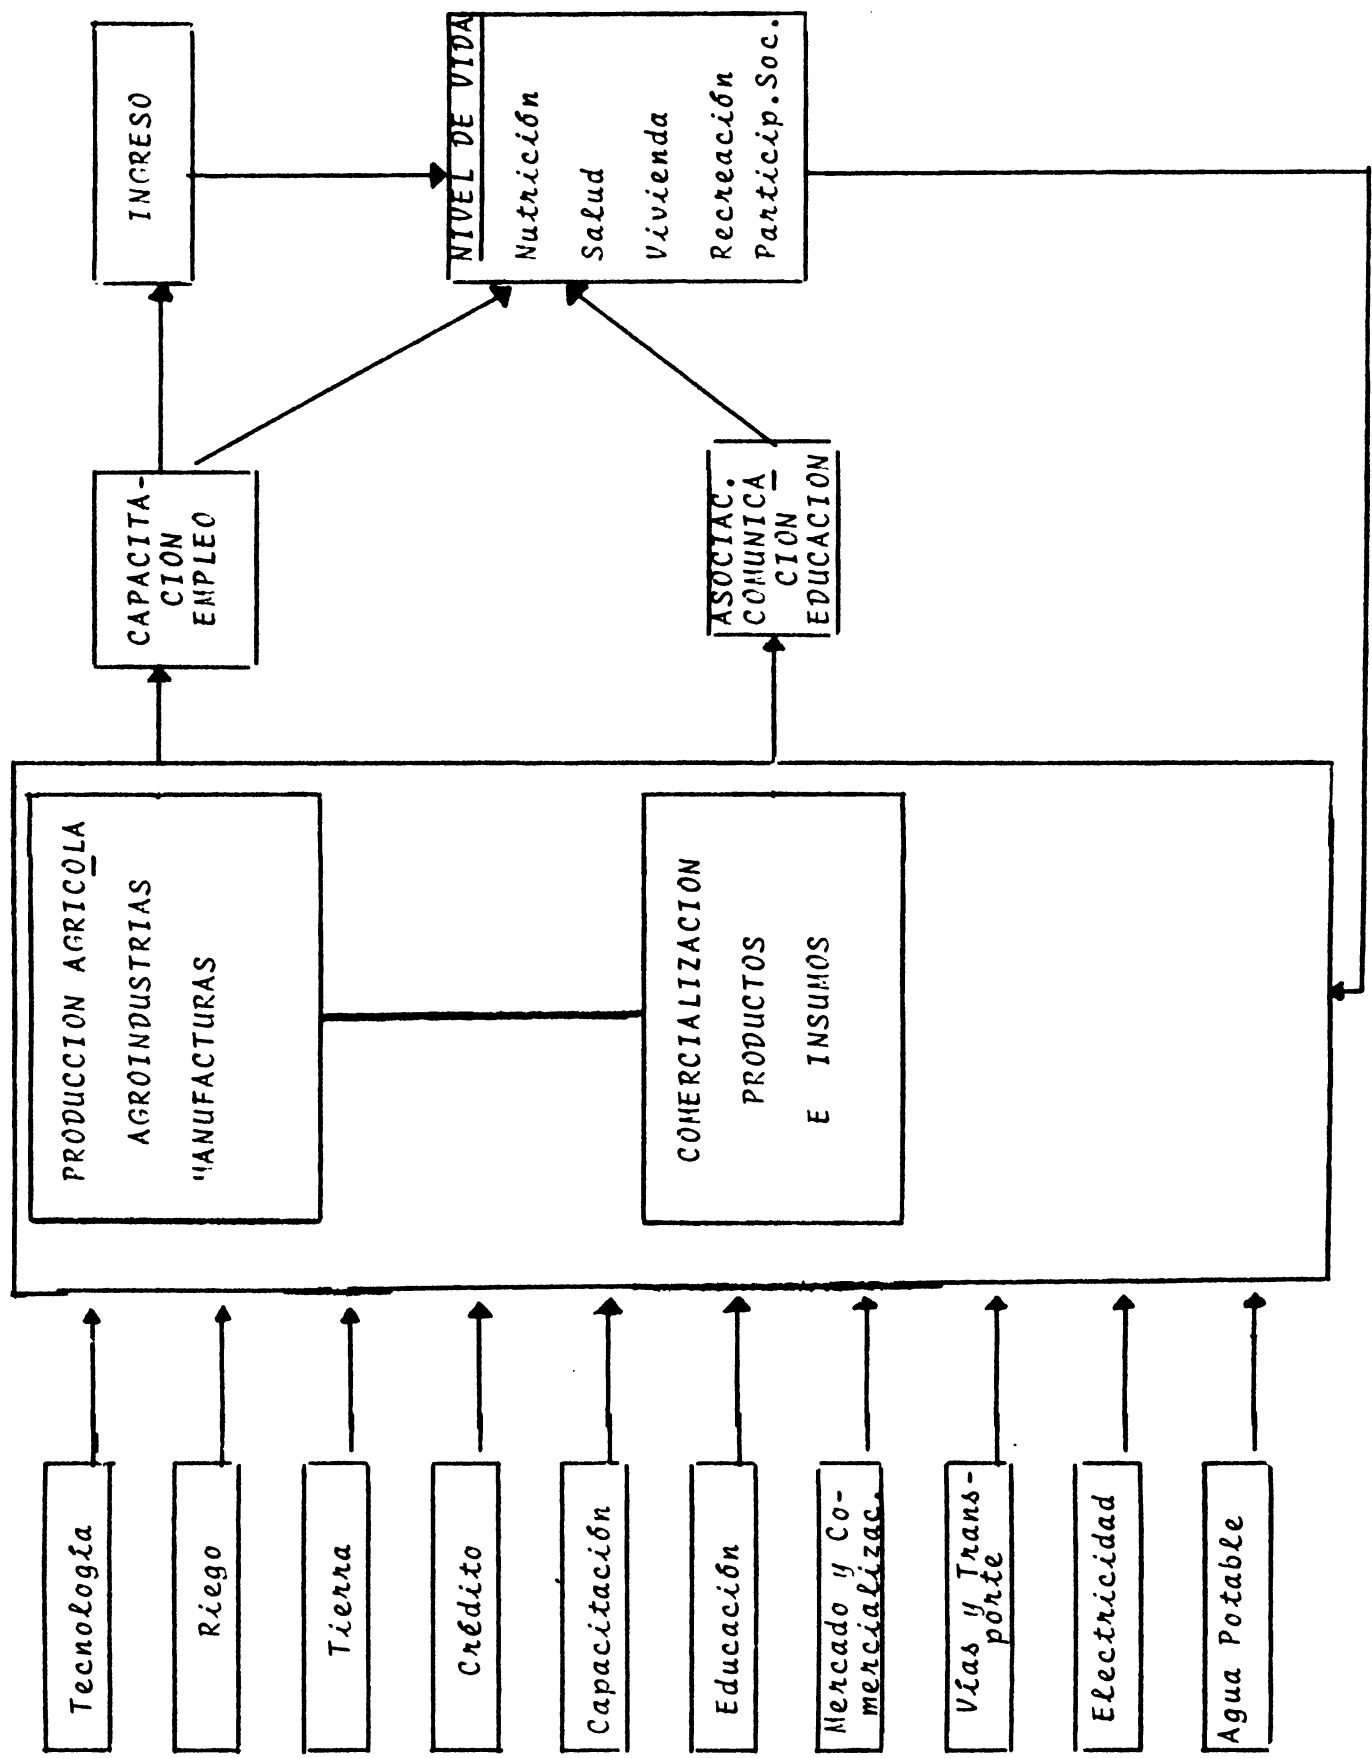 Tecnología
Riego
Tierra
Crédito
Capacitación
Educación
Mercado y Co-
mercializac.
Vías y Trans-
porte
Electricidad
Agua Potable
PRODUCCION AGRICOLA
AGROINDUSTRIAS
MANUFACTURAS
COMERCIALIZACION
PRODUCTOS
E INSUMOS
CAPACITA-
CION
EMPLEO
ASOCIAC.
COMUNICA
CION
EDUCACION
INGRESO
NIVEL DE VIDA
Nutrición
Salud
Vivienda
Recreación
Particip.Soc.